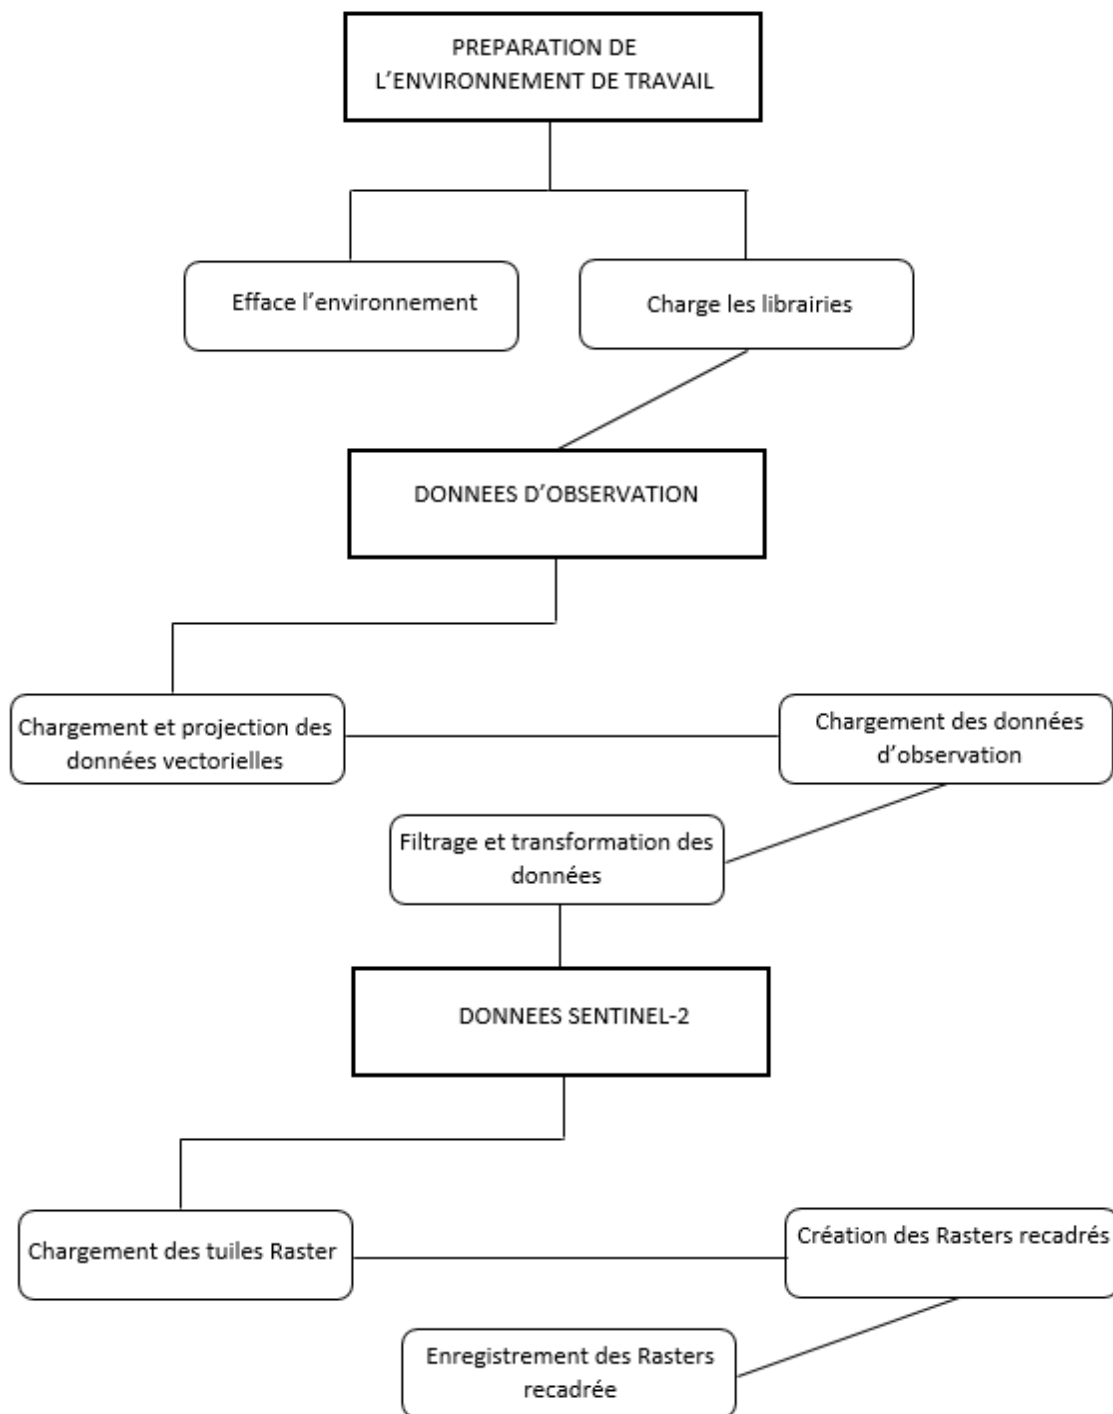 PREPARATION DE
L'ENVIRONNEMENT DE TRAVAIL
Efface l'environnement
Charge les librairies
DONNEES D'OBSERVATION
Chargement et projection des
données vectorielles
Chargement des données
d'observation
Filtrage et transformation des
données
DONNEES SENTINEL-2
Chargement des tuiles Raster
Création des Rasters recadrés
Enregistrement des Rasters
recadrée